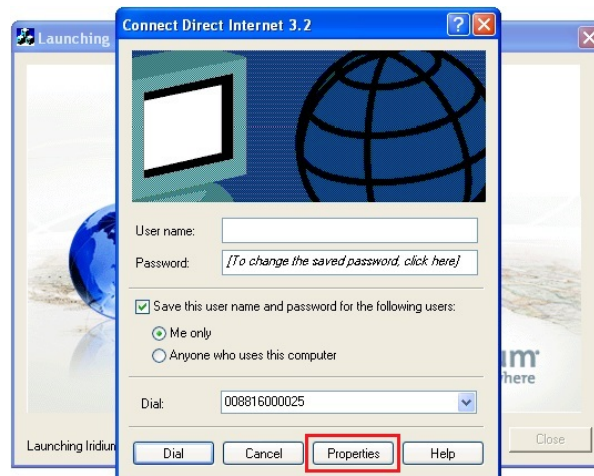 Launching
Connect Direct Internet 3.2
User name:
Password: [To change the saved password, click here]
Save this user name and password for the following users:
Me only
Anyone who uses this computer
um
here
Dial: 008816000025
Launching Iridium
Dial Cancel Properties Help
Close